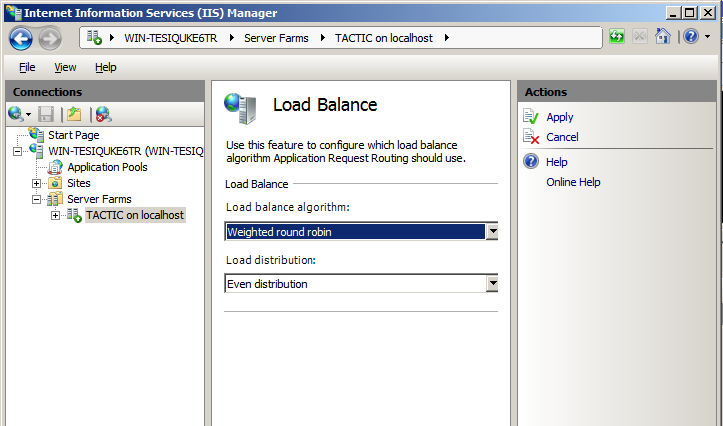 Internet Information Services (IIS) Manager
WIN-TESIQUKE6TR Server Farms TACTIC on localhost
File View Help
Connections
Start Page
WIN-TESIQUKE6TR (WIN-TESIQ
Application Pools
Sites
Server Farms
TACTIC on localhost
Load Balance
Use this feature to configure which load balance
algorithm Application Request Routing should use.
Load Balance
Load balance algorithm:
Weighted round robin
Load distribution:
Even distribution
Actions
Apply
Cancel
Help
Online Help